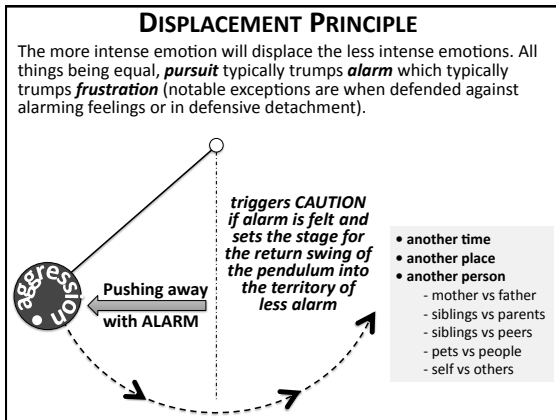 DISPLACEMENT PRINCIPLE
The more intense emotion will displace the less intense emotions. All
things being equal, pursuit typically trumps alarm which typically
trumps frustration (notable exceptions are when defended against
alarming feelings or in defensive detachment).
aggression
Pushing away
with ALARM
triggers CAUTION
if alarm is felt and
sets the stage for
the return swing of
the pendulum into
the territory of
less alarm
• another time
• another place
• another person
- mother vs father
- siblings vs parents
- siblings vs peers
- pets vs people
- self vs others